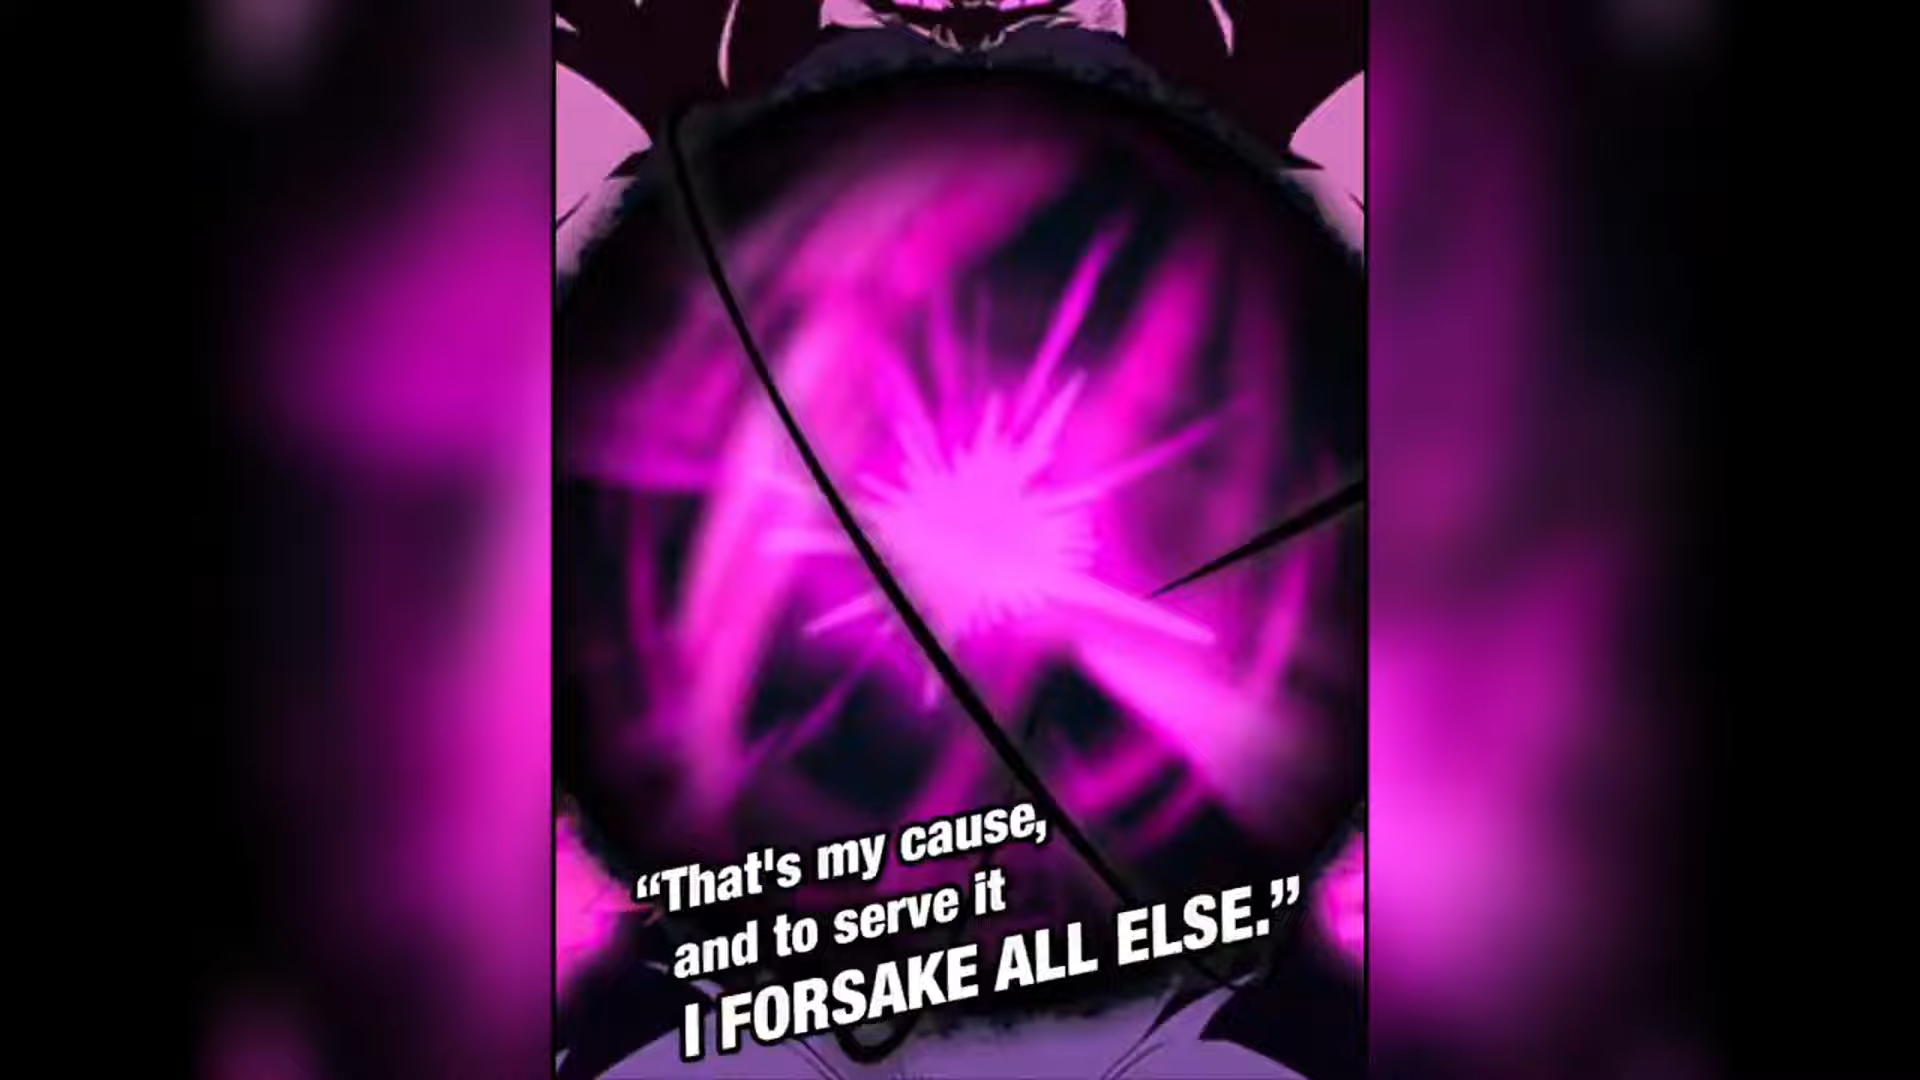 “That's my cause,
and to serve it
I FORSAKE ALL ELSE.”